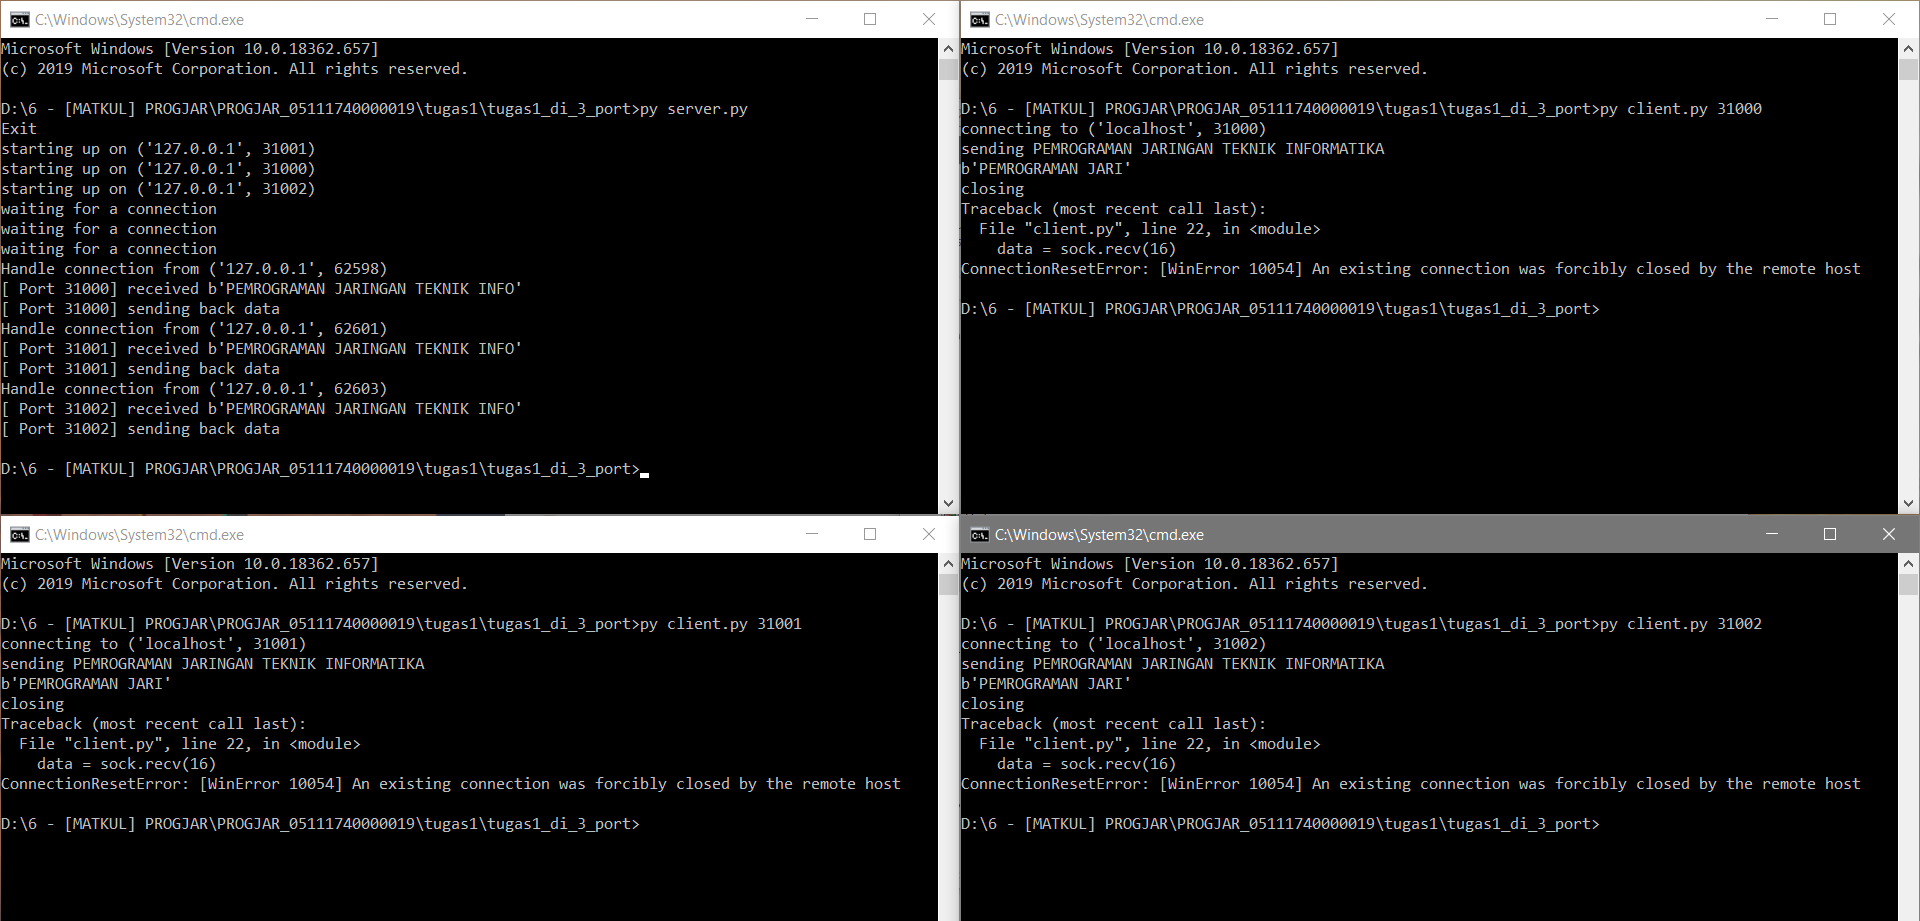 C:\Windows\System32\cmd.exe
Microsoft Windows [Version 10.0.18362.657]
(c) 2019 Microsoft Corporation. All rights reserved.
D:\6 - [MATKUL] PROGJAR\PROGJAR_05111740000019\tugas1\tugas1_di_3_port>py server.py
Exit
starting up on ('127.0.0.1', 31001)
starting up on ('127.0.0.1', 31000)
starting up on ('127.0.0.1', 31002)
waiting for a connection
waiting for a connection
waiting for a connection
Handle connection from ('127.0.0.1', 62598)
[ Port 31000] received b'PEMROGRAMAN JARINGAN TEKNIK INFO'
[ Port 31000] sending back data
Handle connection from ('127.0.0.1', 62601)
[ Port 31001] received b'PEMROGRAMAN JARINGAN TEKNIK INFO'
[ Port 31001] sending back data
Handle connection from ('127.0.0.1', 62603)
[ Port 31002] received b'PEMROGRAMAN JARINGAN TEKNIK INFO'
[ Port 31002] sending back data
D:\6 - [MATKUL] PROGJAR\PROGJAR_05111740000019\tugas1\tugas1_di_3_port>
C:\Windows\System32\cmd.exe
Microsoft Windows [Version 10.0.18362.657]
(c) 2019 Microsoft Corporation. All rights reserved.
D:\6 - [MATKUL] PROGJAR\PROGJAR_05111740000019\tugas1\tugas1_di_3_port>py client.py 31000
connecting to ('localhost', 31000)
sending PEMROGRAMAN JARINGAN TEKNIK INFORMATIKA
b'PEMROGRAMAN JARI'
closing
Traceback (most recent call last):
  File "client.py", line 22, in <module>
    data = sock.recv(16)
ConnectionResetError: [WinError 10054] An existing connection was forcibly closed by the remote host
D:\6 - [MATKUL] PROGJAR\PROGJAR_05111740000019\tugas1\tugas1_di_3_port>
C:\Windows\System32\cmd.exe
Microsoft Windows [Version 10.0.18362.657]
(c) 2019 Microsoft Corporation. All rights reserved.
D:\6 - [MATKUL] PROGJAR\PROGJAR_05111740000019\tugas1\tugas1_di_3_port>py client.py 31001
connecting to ('localhost', 31001)
sending PEMROGRAMAN JARINGAN TEKNIK INFORMATIKA
b'PEMROGRAMAN JARI'
closing
Traceback (most recent call last):
  File "client.py", line 22, in <module>
    data = sock.recv(16)
ConnectionResetError: [WinError 10054] An existing connection was forcibly closed by the remote host
D:\6 - [MATKUL] PROGJAR\PROGJAR_05111740000019\tugas1\tugas1_di_3_port>
C:\Windows\System32\cmd.exe
Microsoft Windows [Version 10.0.18362.657]
(c) 2019 Microsoft Corporation. All rights reserved.
D:\6 - [MATKUL] PROGJAR\PROGJAR_05111740000019\tugas1\tugas1_di_3_port>py client.py 31002
connecting to ('localhost', 31002)
sending PEMROGRAMAN JARINGAN TEKNIK INFORMATIKA
b'PEMROGRAMAN JARI'
closing
Traceback (most recent call last):
  File "client.py", line 22, in <module>
    data = sock.recv(16)
ConnectionResetError: [WinError 10054] An existing connection was forcibly closed by the remote host
D:\6 - [MATKUL] PROGJAR\PROGJAR_05111740000019\tugas1\tugas1_di_3_port>